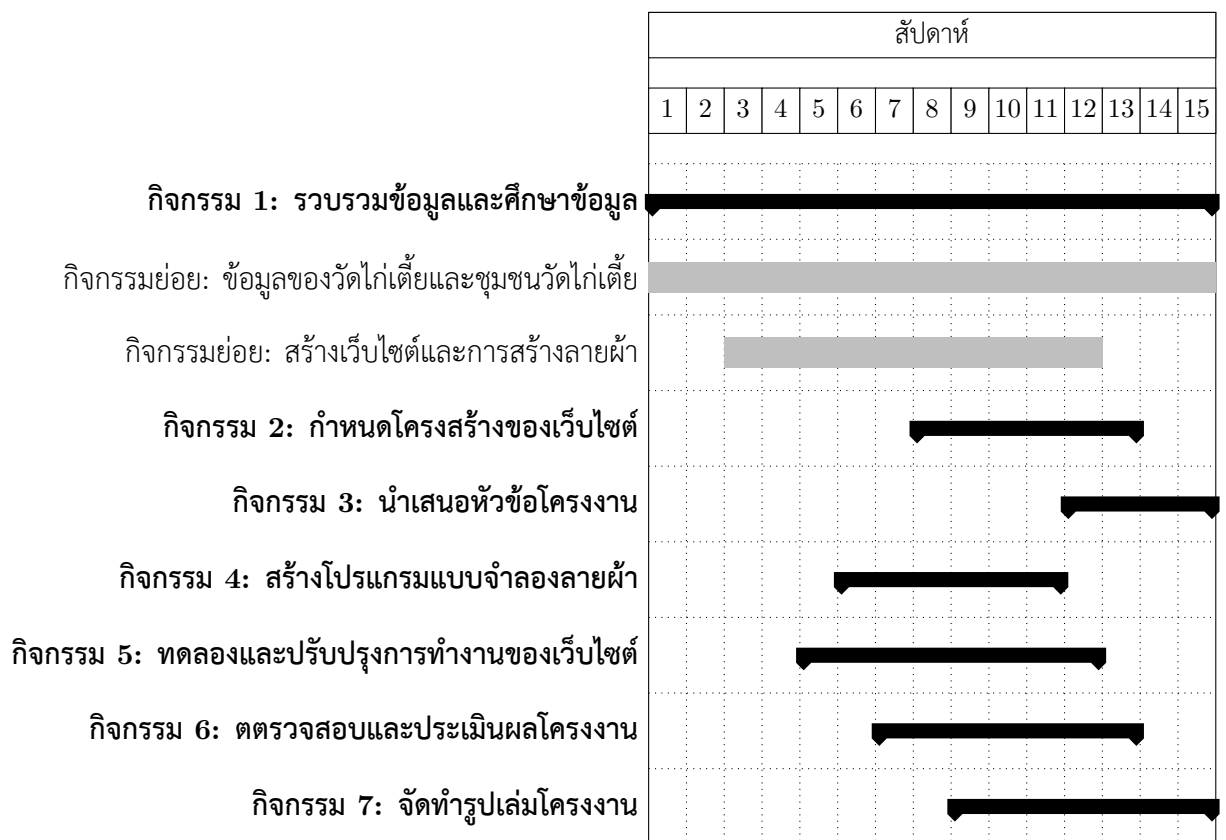 สัปดาห์
1 2 3 4 5 6 7 8 9 10 11 12 13 14 15
กิจกรรม 1: รวบรวมข้อมูลและศึกษาข้อมูล
กิจกรรมย่อย: ข้อมูลของวัดไก่เตี้ยและชุมชนวัดไก่เตี้ย
กิจกรรมย่อย: สร้างเว็บไซต์และการสร้างลายผ้า
กิจกรรม 2: กำหนดโครงสร้างของเว็บไซต์
กิจกรรม 3: นำเสนอหัวข้อโครงงาน
กิจกรรม 4: สร้างโปรแกรมแบบจำลองลายผ้า
กิจกรรม 5: ทดลองและปรับปรุงการทำงานของเว็บไซต์
กิจกรรม 6: ตตรวจสอบและประเมินผลโครงงาน
กิจกรรม 7: จัดทำรูปเล่มโครงงาน